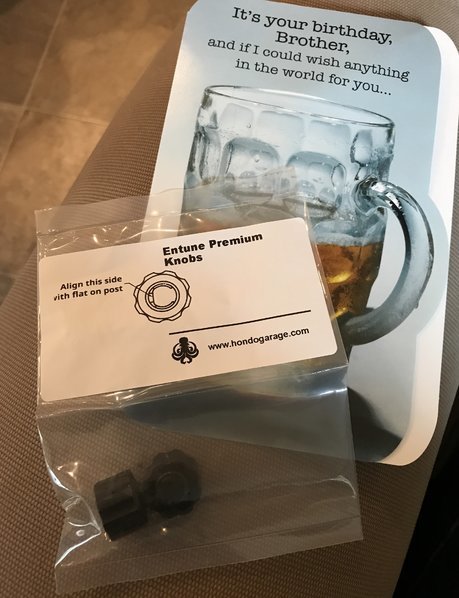 It's your birthday,
Brother,
and if I could wish anything
in the world for you...
Entune Premium
Knobs
Align this side
with flat on post
www.hondogarage.com